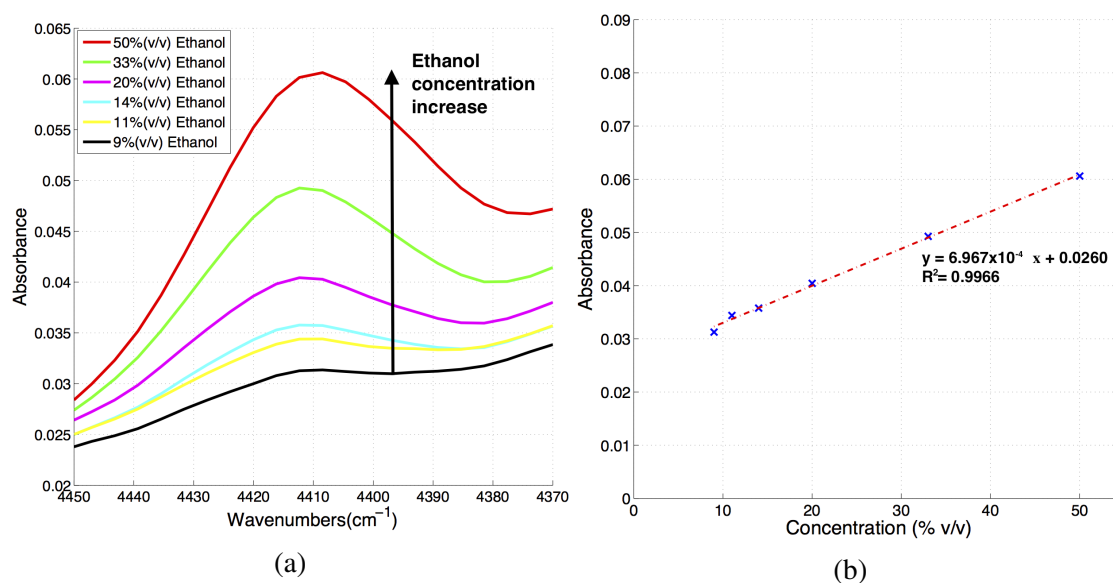 0.065
0.06
0.055
0.05
0.045
0.04
0.035
0.03
0.025
0.02
Absorbance
50%(v/v) Ethanol
33%(v/v) Ethanol
20%(v/v) Ethanol
14%(v/v) Ethanol
11%(v/v) Ethanol
9%(v/v) Ethanol
Ethanol
concentration
increase
4450 4440 4430 4420 4410 4400 4390 4380 4370
Wavenumbers(cm⁻¹)
(a)
0.09
0.08
0.07
0.06
0.05
0.04
0.03
0.02
0.01
0
Absorbance
y = 6.967x10⁻⁴ x + 0.0260
R²= 0.9966
0 10 20 30 40 50
Concentration (% v/v)
(b)